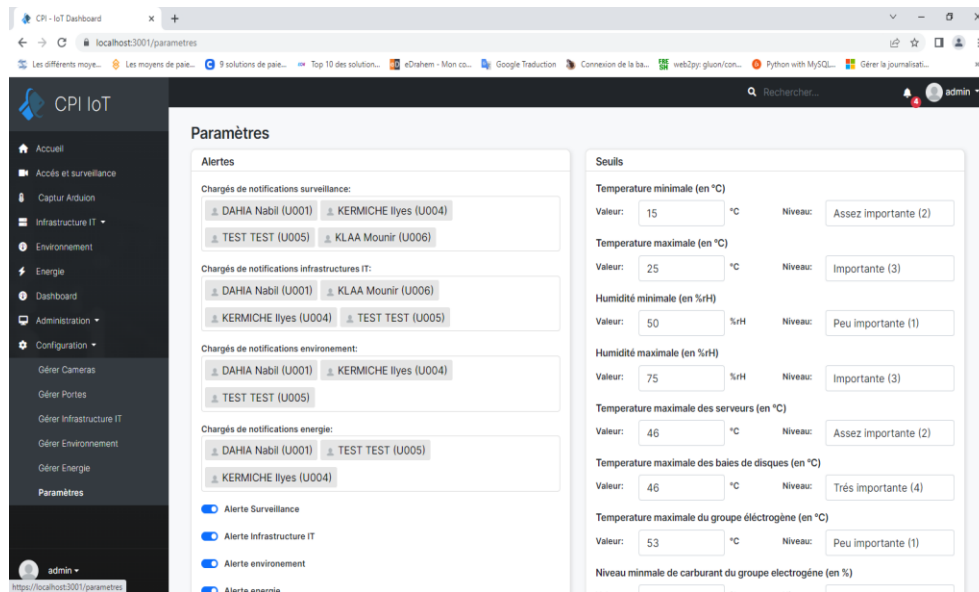 CPI - IoT Dashboard
localhost:3001/parametres
Les différents moye... Les moyens de paie... 9 solutions de paie... Top 10 des solution... eDrahem - Mon co... Google Traduction Connexion de la ba... web2py: gluon/con... Python with MySQL... Gérer la journalisati...
CPI IoT
Rechercher...
4
admin
Accueil
Accés et surveillance
Captur Arduion
Infrastructure IT
Environnement
Energie
Dashboard
Administration
Configuration
Gérer Cameras
Gérer Portes
Gérer Infrastructure IT
Gérer Environnement
Gérer Energie
Paramètres
admin
https://localhost:3001/parametres
Paramètres
Alertes
Chargés de notifications surveillance:
DAHIA Nabil (U001) KERMICHE Ilyes (U004)
TEST TEST (U005) KLAA Mounir (U006)
Chargés de notifications infrastructures IT:
DAHIA Nabil (U001) KLAA Mounir (U006)
KERMICHE Ilyes (U004) TEST TEST (U005)
Chargés de notifications environement:
DAHIA Nabil (U001) KERMICHE Ilyes (U004)
TEST TEST (U005)
Chargés de notifications energie:
DAHIA Nabil (U001) TEST TEST (U005)
KERMICHE Ilyes (U004)
Alerte Surveillance
Alerte Infrastructure IT
Alerte environement
Alerte energie
Seuils
Temperature minimale (en °C)
Valeur: 15 °C Niveau: Assez importante (2)
Temperature maximale (en °C)
Valeur: 25 °C Niveau: Importante (3)
Humidité minimale (en %rH)
Valeur: 50 %rH Niveau: Peu importante (1)
Humidité maximale (en %rH)
Valeur: 75 %rH Niveau: Importante (3)
Temperature maximale des serveurs (en °C)
Valeur: 46 °C Niveau: Assez importante (2)
Temperature maximale des baies de disques (en °C)
Valeur: 46 °C Niveau: Trés importante (4)
Temperature maximale du groupe éléctrogène (en °C)
Valeur: 53 °C Niveau: Peu importante (1)
Niveau minmale de carburant du groupe electrogéne (en %)